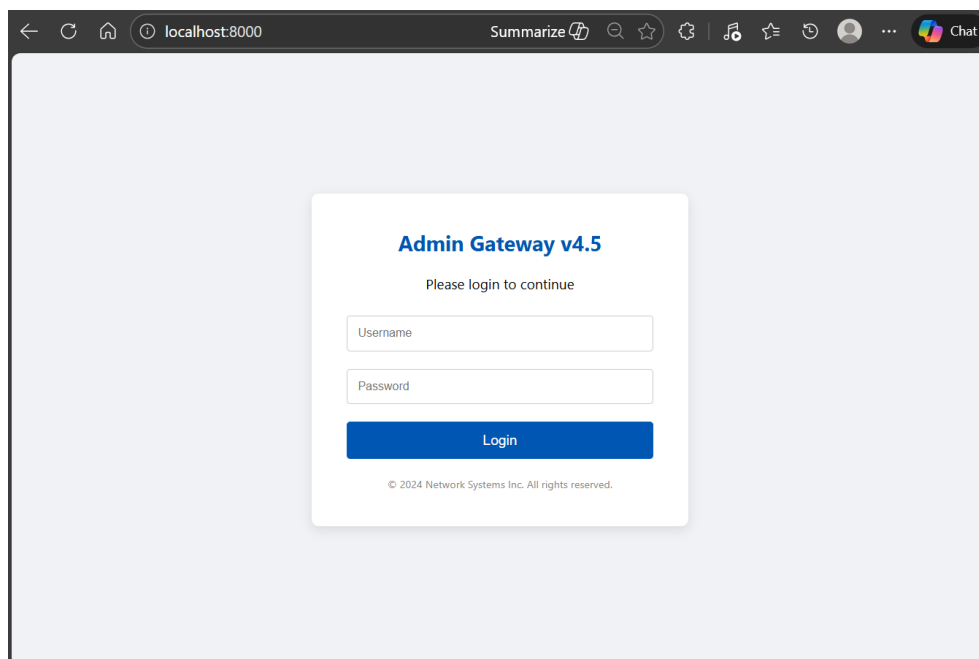 localhost:8000
Summarize
Chat
Admin Gateway v4.5
Please login to continue
Username
Password
Login
© 2024 Network Systems Inc. All rights reserved.